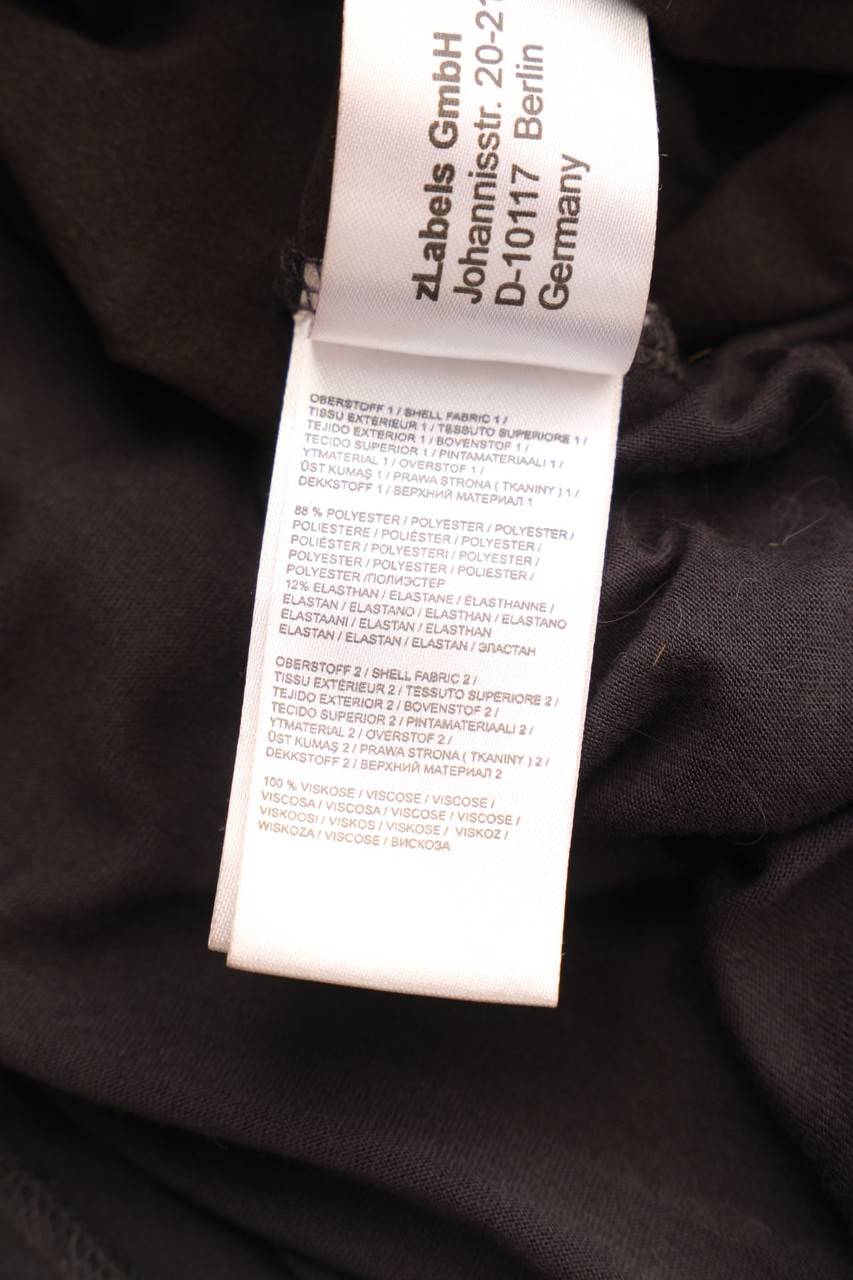 zLabels GmbH
Johannisstr. 20-21
D-10117 Berlin
Germany
OBERSTOFF 1 / SHELL FABRIC 1 /
TISSU EXTÉRIEUR 1 / TESSUTO SUPERIORE 1 /
TEJIDO EXTERIOR 1 / BOVENSTOF 1 /
TECIDO SUPERIOR 1 / PINTAMATERIAALI 1 /
YTMATERIAL 1 / OVERSTOF 1 /
ÜST KUMAŞ 1 / PRAWA STRONA ( TKANINY ) 1 /
DEKKSTOFF 1 / ВЕРХНИЙ МАТЕРИАЛ 1
88 % POLYESTER / POLYESTER / POLYESTER /
POLIESTERE / POLIÉSTER / POLYESTER /
POLIÉSTER / POLYESTERI / POLYESTER /
POLYESTER / POLYESTER / POLIESTER /
POLYESTER /ПОЛИЭСТЕР
12% ELASTHAN / ELASTANE / ÉLASTHANNE /
ELASTAN / ELASTANO / ELASTHAN / ELASTANO
ELASTAANI / ELASTAN / ELASTHAN
ELASTAN / ELASTAN / ELASTAN / ЭЛАСТАН
OBERSTOFF 2 / SHELL FABRIC 2 /
TISSU EXTÉRIEUR 2 / TESSUTO SUPERIORE 2 /
TEJIDO EXTERIOR 2 / BOVENSTOF 2 /
TECIDO SUPERIOR 2 / PINTAMATERIAALI 2 /
YTMATERIAL 2 / OVERSTOF 2 /
ÜST KUMAŞ 2 / PRAWA STRONA ( TKANINY ) 2 /
DEKKSTOFF 2 / ВЕРХНИЙ МАТЕРИАЛ 2
100 % VISKOSE / VISCOSE / VISCOSE /
VISCOSA / VISCOSA / VISCOSE / VISCOSE /
VISKOOSI / VISKOS / VISKOSE / VISKOZ /
WISKOZA / VISCOSE / ВИСКОЗА